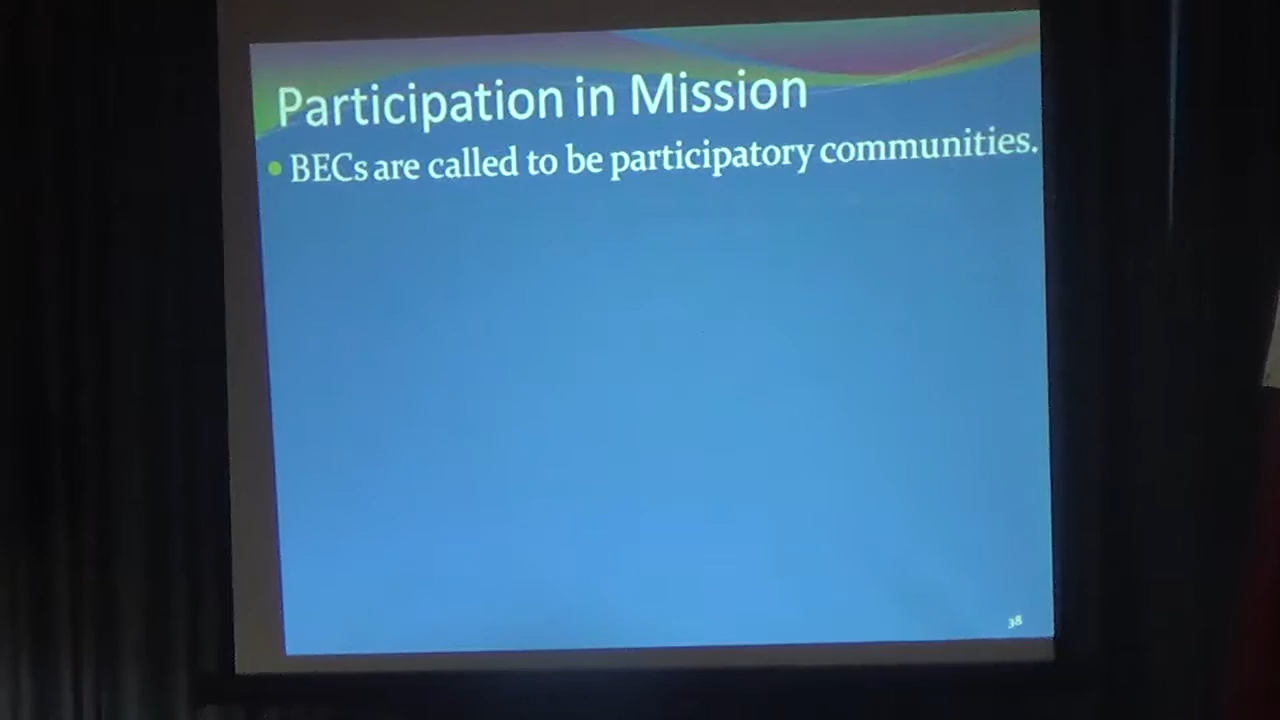 Participation in Mission
• BECs are called to be participatory communities.
38